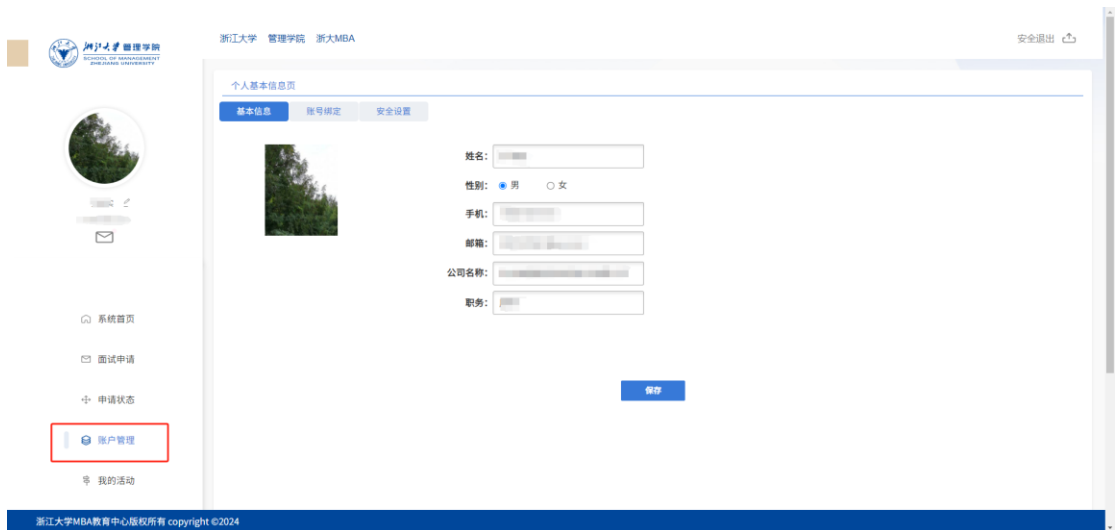 浙江大学 管理学院
SCHOOL OF MANAGEMENT
ZHEJIANG UNIVERSITY
浙江大学 管理学院 浙大MBA
安全退出
个人基本信息页
基本信息 账号绑定 安全设置
姓名:
性别: 男 女
手机:
邮箱:
公司名称:
职务:
保存
系统首页
面试申请
申请状态
账户管理
我的活动
浙江大学MBA教育中心版权所有 copyright ©2024